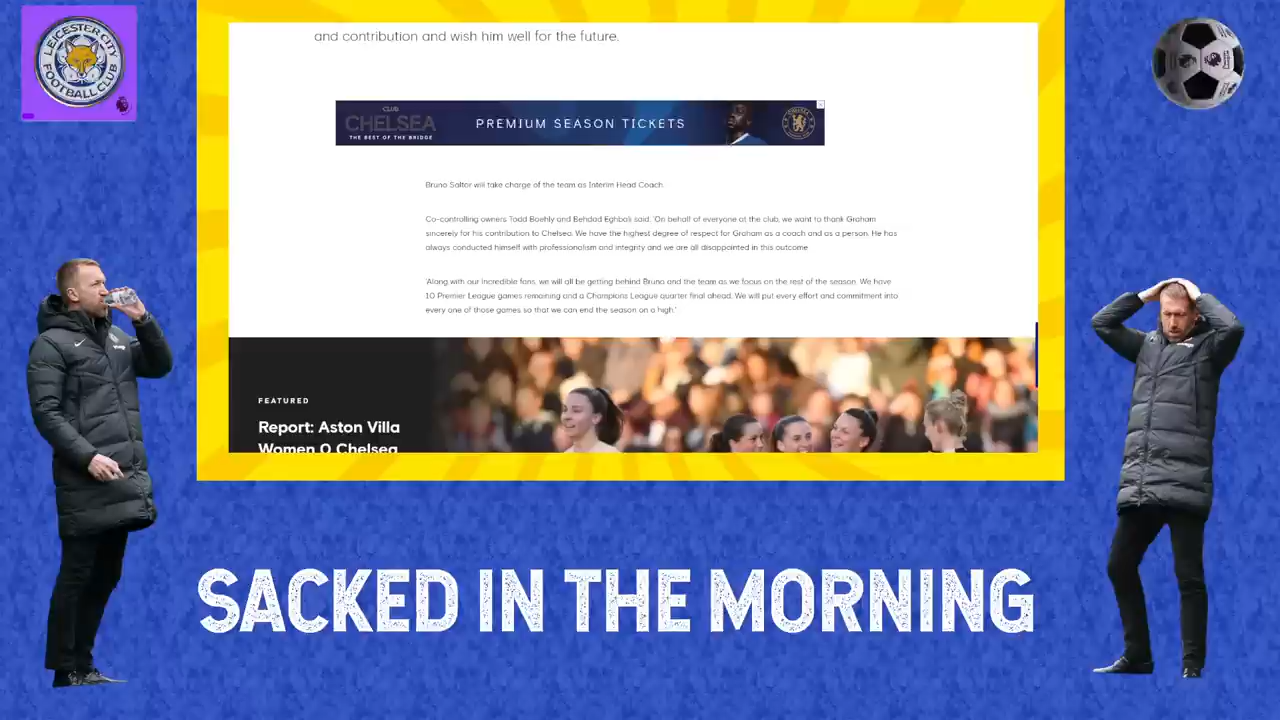 LEICESTER CITY
FOOTBALL CLUB
and contribution and wish him well for the future.
CLUB
CHELSEA
THE BEST OF THE BRIDGE
PREMIUM SEASON TICKETS
Bruno Saltor will take charge of the team as Interim Head Coach.
Co-controlling owners Todd Boehly and Behdad Eghbali said: 'On behalf of everyone at the club, we want to thank Graham
sincerely for his contribution to Chelsea. We have the highest degree of respect for Graham as a coach and as a person. He has
always conducted himself with professionalism and integrity and we are all disappointed in this outcome.
'Along with our incredible fans, we will all be getting behind Bruno and the team as we focus on the rest of the season. We have
10 Premier League games remaining and a Champions League quarter final ahead. We will put every effort and commitment into
every one of those games so that we can end the season on a high.'
FEATURED
Report: Aston Villa
Women 0 Chelsea
SACKED IN THE MORNING